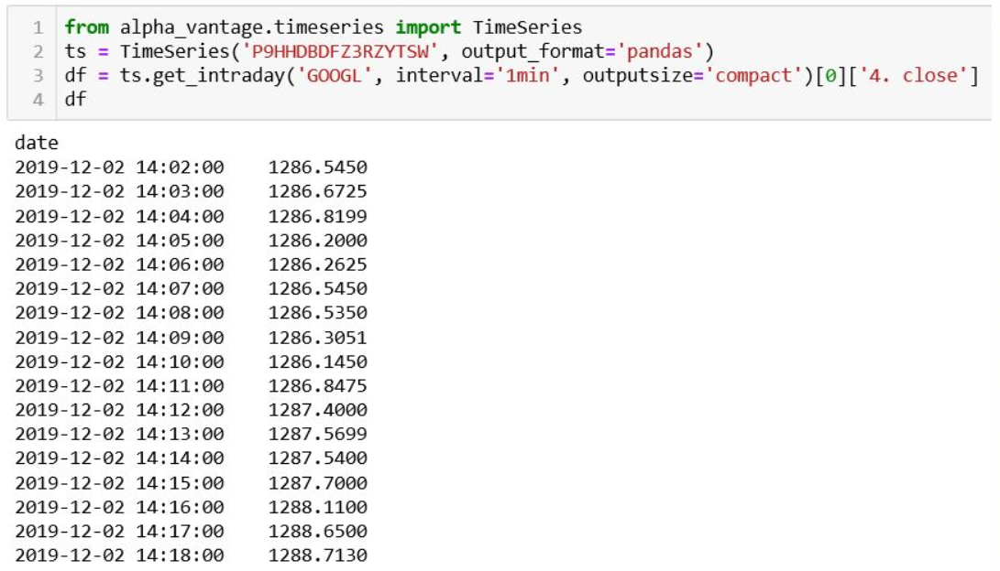 1 from alpha_vantage.timeseries import TimeSeries
2 ts = TimeSeries('P9HHDBDFZ3RZYTSW', output_format='pandas')
3 df = ts.get_intraday('GOOGL', interval='1min', outputsize='compact')[0]['4. close']
4 df
date
2019-12-02 14:02:00    1286.5450
2019-12-02 14:03:00    1286.6725
2019-12-02 14:04:00    1286.8199
2019-12-02 14:05:00    1286.2000
2019-12-02 14:06:00    1286.2625
2019-12-02 14:07:00    1286.5450
2019-12-02 14:08:00    1286.5350
2019-12-02 14:09:00    1286.3051
2019-12-02 14:10:00    1286.1450
2019-12-02 14:11:00    1286.8475
2019-12-02 14:12:00    1287.4000
2019-12-02 14:13:00    1287.5699
2019-12-02 14:14:00    1287.5400
2019-12-02 14:15:00    1287.7000
2019-12-02 14:16:00    1288.1100
2019-12-02 14:17:00    1288.6500
2019-12-02 14:18:00    1288.7130